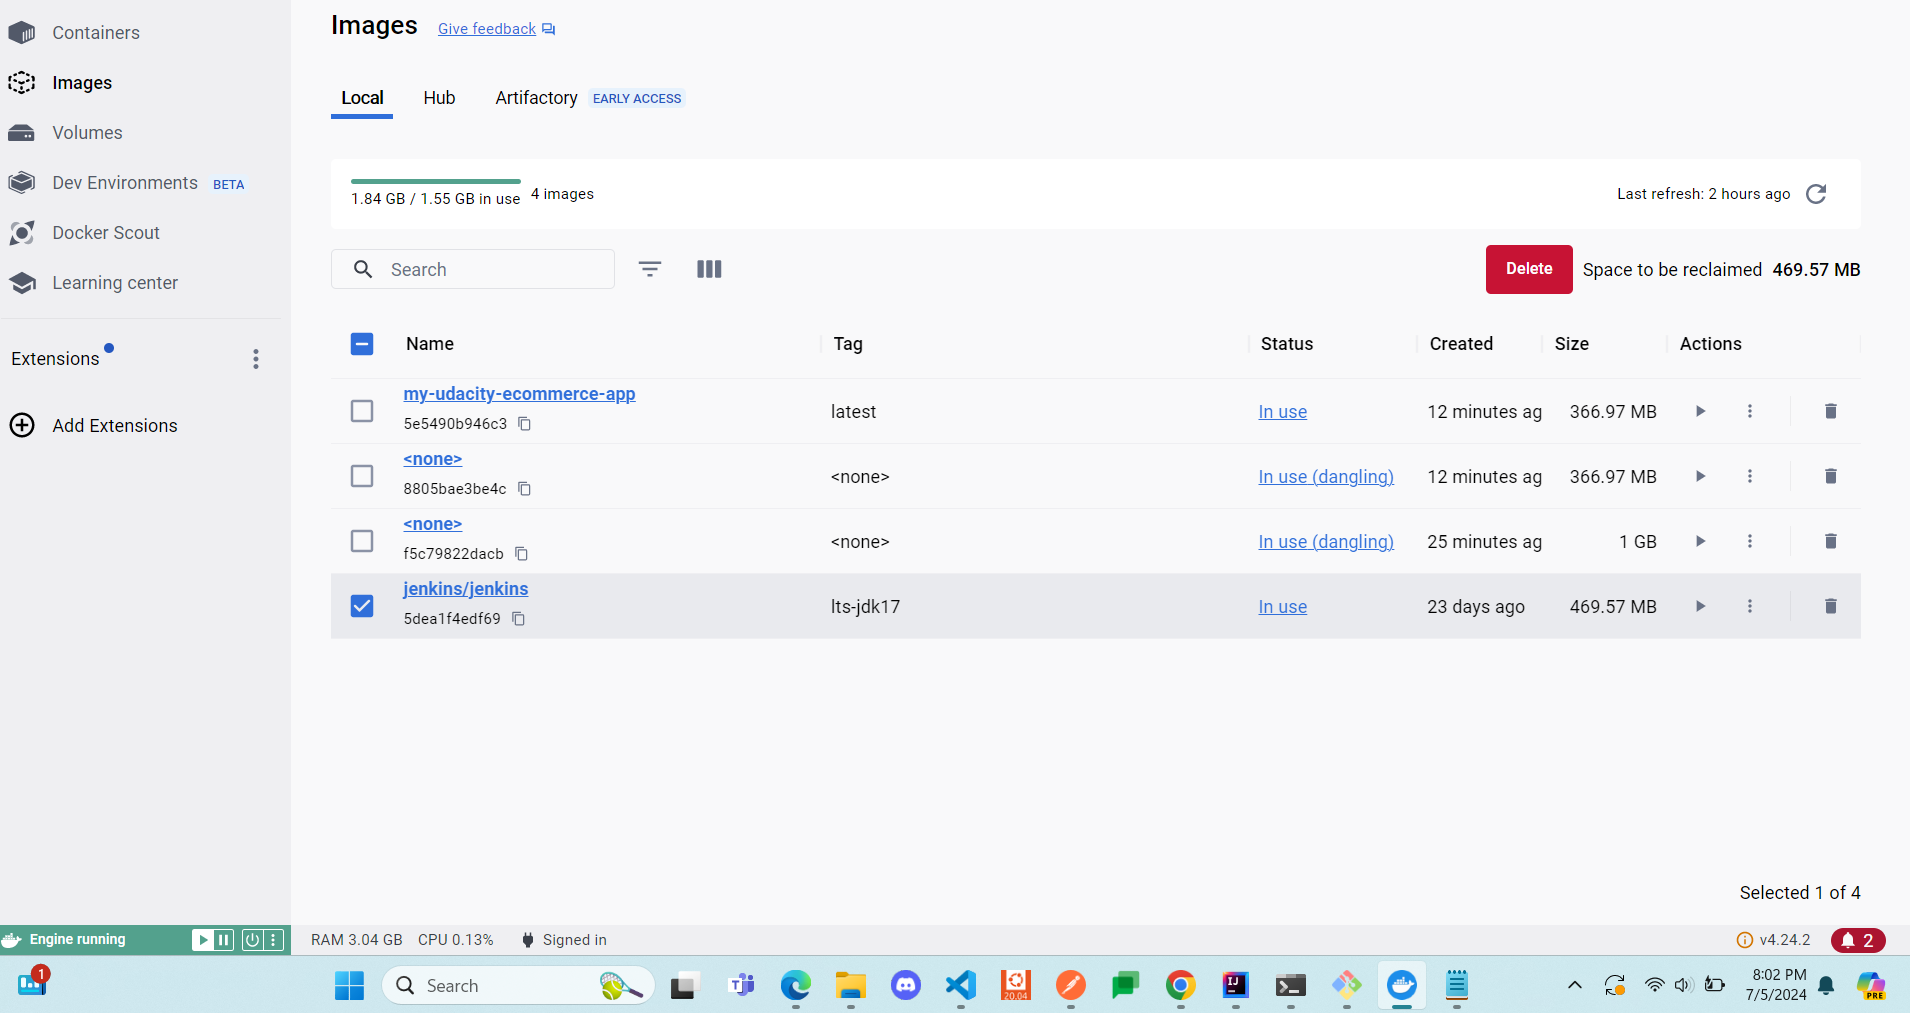 Containers
Images
Volumes
Dev Environments BETA
Docker Scout
Learning center
Extensions
Add Extensions
Images Give feedback
Local Hub Artifactory EARLY ACCESS
1.84 GB / 1.55 GB in use 4 images Last refresh: 2 hours ago
Search Delete Space to be reclaimed 469.57 MB
Name Tag Status Created Size Actions
my-udacity-ecommerce-app
5e5490b946c3 latest In use 12 minutes ag 366.97 MB
<none>
8805bae3be4c <none> In use (dangling) 12 minutes ag 366.97 MB
<none>
f5c79822dacb <none> In use (dangling) 25 minutes ag 1 GB
jenkins/jenkins
5dea1f4edf69 lts-jdk17 In use 23 days ago 469.57 MB
Selected 1 of 4
Engine running RAM 3.04 GB CPU 0.13% Signed in v4.24.2 2
1 Search 20.04 IJ 8:02 PM
7/5/2024 PRE